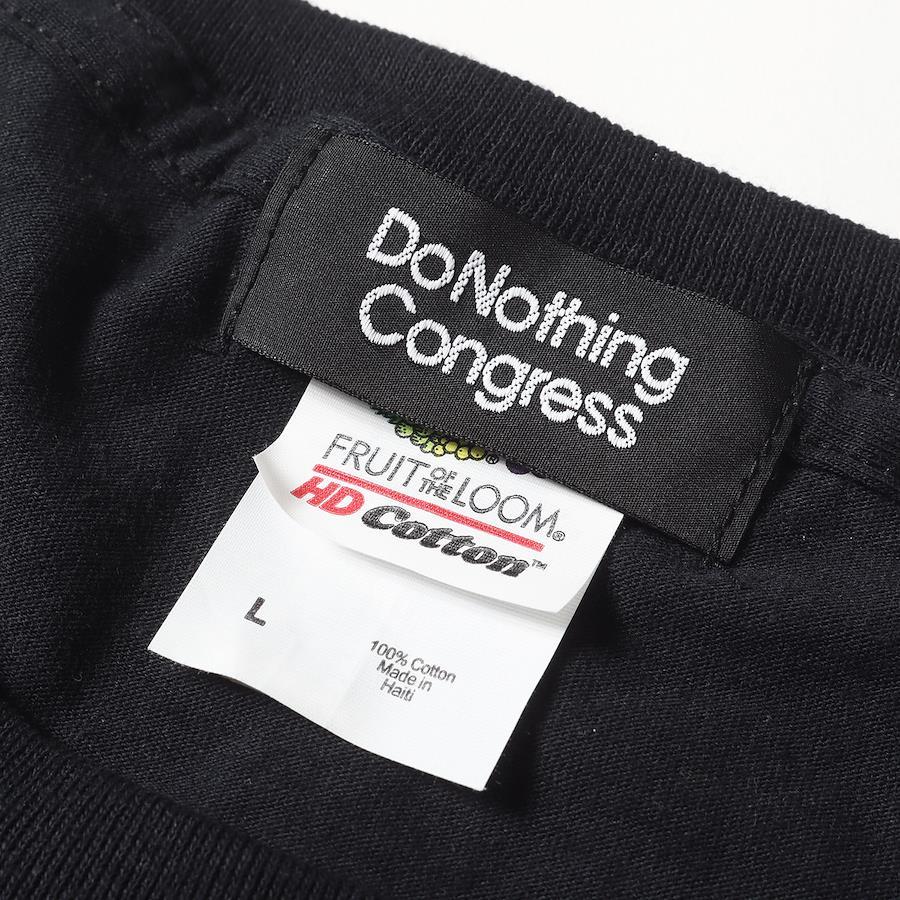 DoNothing
Congress
®
FRUIT OF THE LOOM®
HD Cotton™
L
100% Cotton
Made in
Haiti